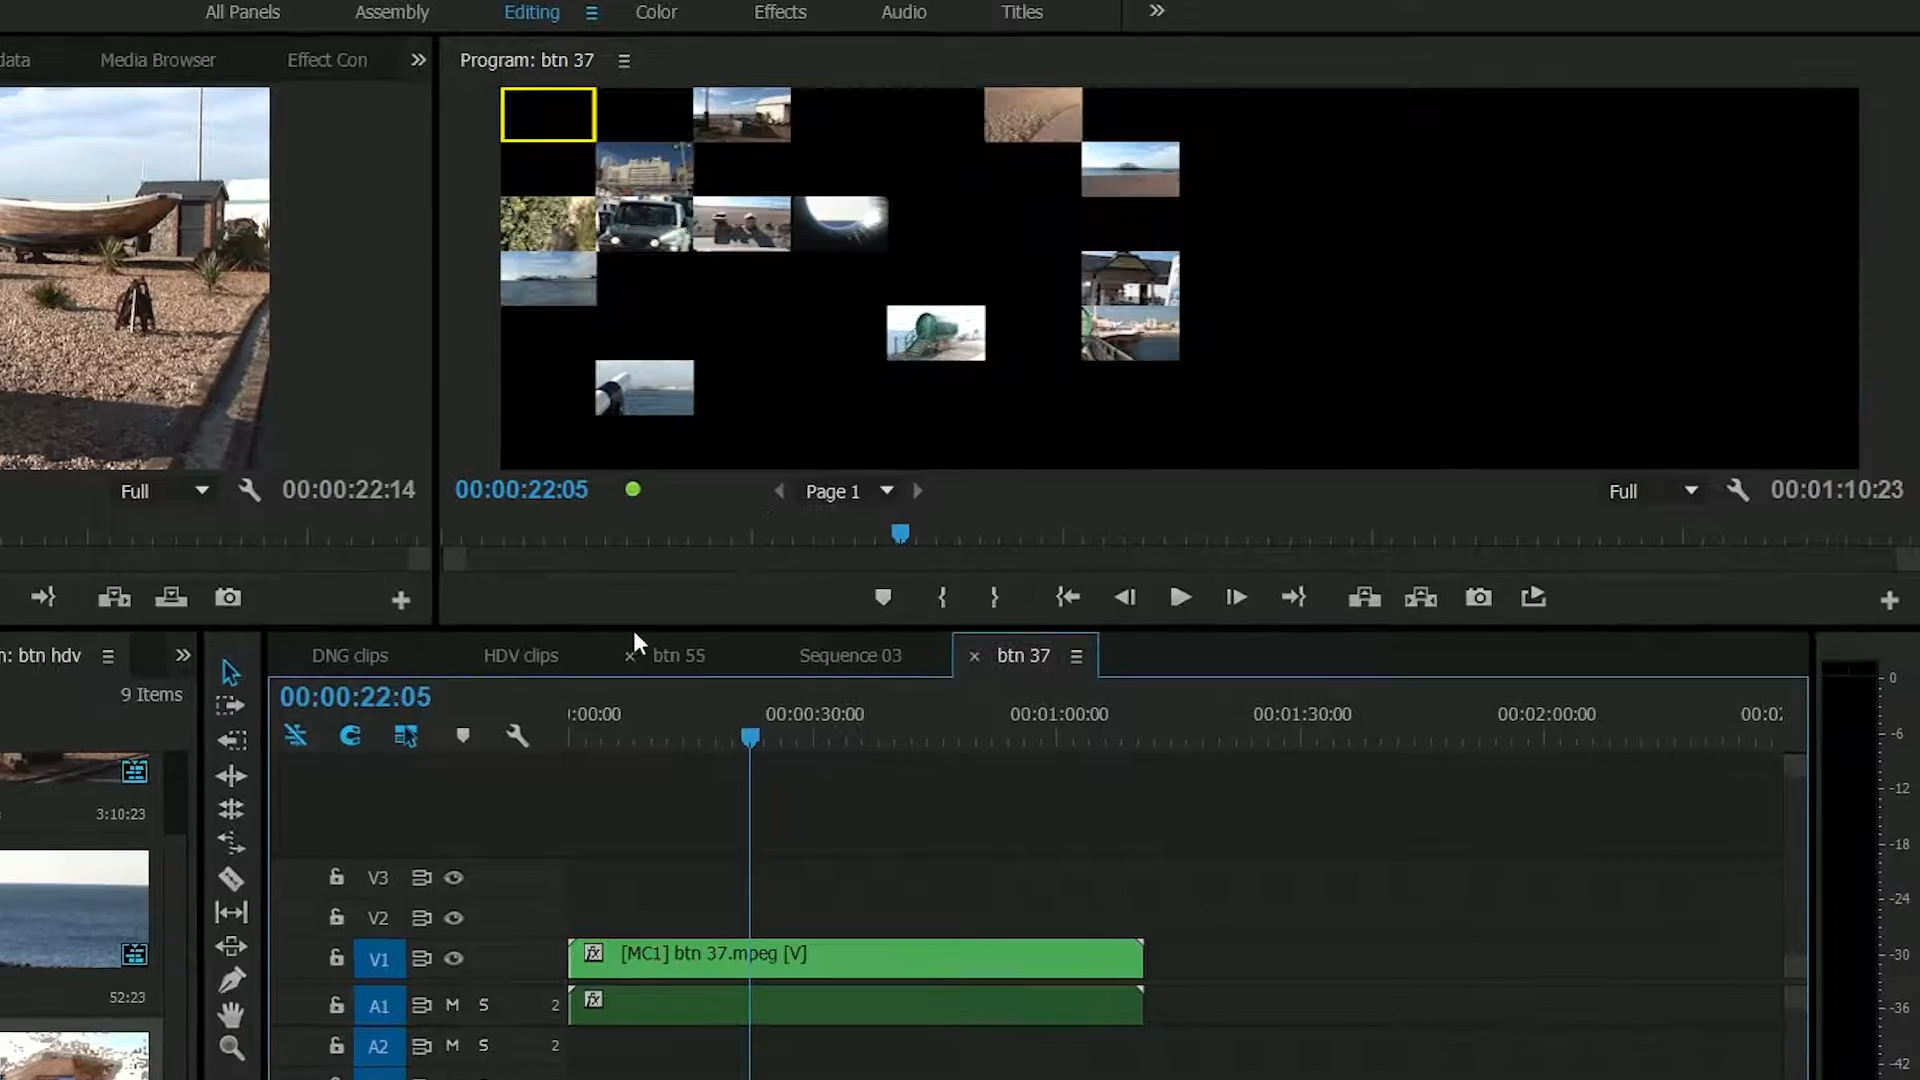 All Panels Assembly Editing Color Effects Audio Titles
data Media Browser Effect Con
Program: btn 37
Full 00:00:22:14
00:00:22:05 Page 1 Full 00:01:10:23
n: btn hdv
DNG clips HDV clips × btn 55 Sequence 03 × btn 37
9 Items
00:00:22:05
:00:00 00:00:30:00 00:01:00:00 00:01:30:00 00:02:00:00 00:02:
3:10:23
52:23
V3
V2
V1 fx [MC1] btn 37.mpeg [V]
A1 M S 2 fx
A2 M S 2
0
-6
-12
-18
-24
-30
-36
-42